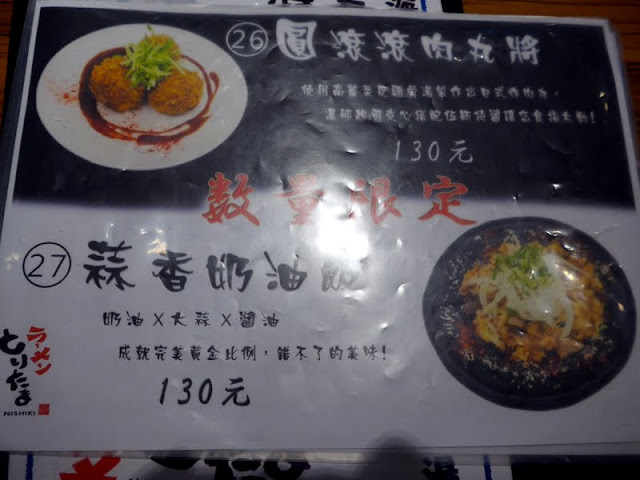 ㉖ 圓滾滾肉丸將
130元
數量限定
㉗ 蒜香奶油飯
奶油X大蒜X醬油
成就完美黃金比例,錯不了的美味!
130元
ラーメン
とりたま
NISHIKI